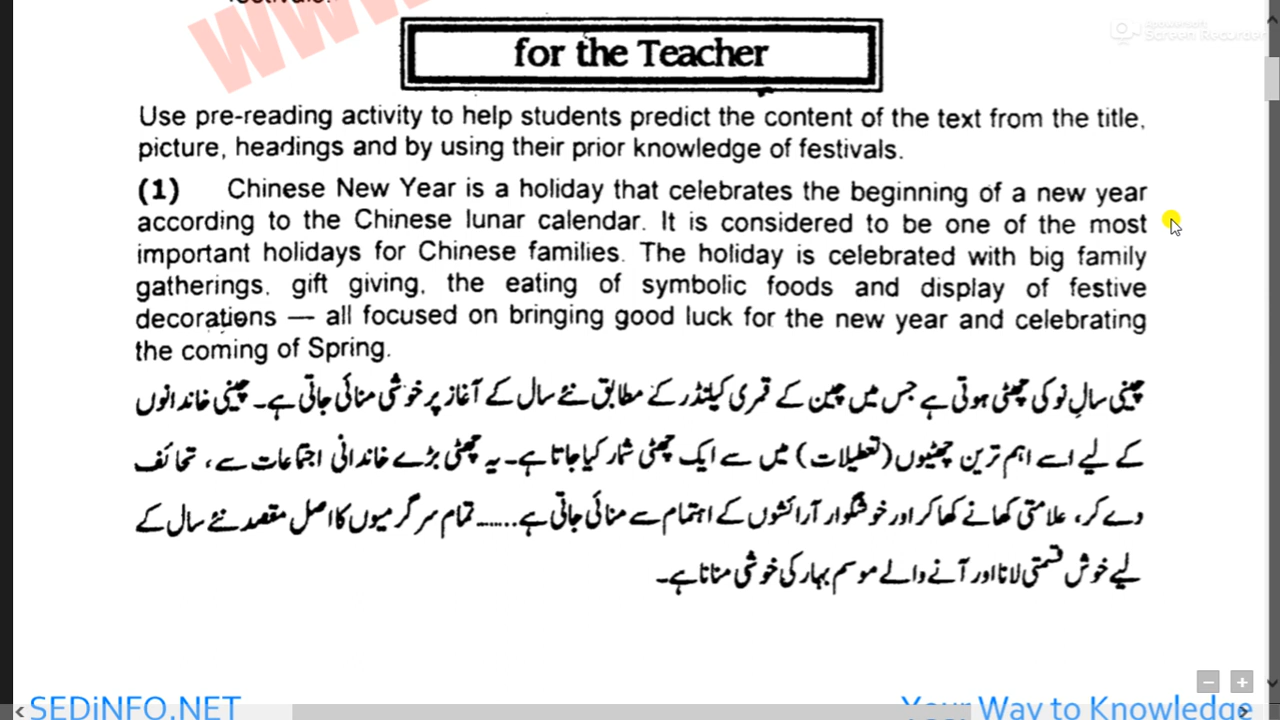 festivals.
WWW
Apowersoft
Screen Recorder
for the Teacher
Use pre-reading activity to help students predict the content of the text from the title,
picture, headings and by using their prior knowledge of festivals.
(1) Chinese New Year is a holiday that celebrates the beginning of a new year
according to the Chinese lunar calendar. It is considered to be one of the most
important holidays for Chinese families. The holiday is celebrated with big family
gatherings, gift giving, the eating of symbolic foods and display of festive
decorations — all focused on bringing good luck for the new year and celebrating
the coming of Spring.
چینی سالِ نو کی چھٹی ہوتی ہے جس میں چین کے قمری کیلنڈر کے مطابق نئے سال کے آغاز پر خوشی منائی جاتی ہے۔ چینی خاندانوں
کے لیے اسے اہم ترین چھٹیوں (تعطیلات) میں سے ایک چھٹی شمار کیا جاتا ہے۔ یہ چھٹی بڑے خاندانی اجتماعات سے، تحائف
دے کر، علامتی کھانے کھا کر اور خوشگوار آرائشوں کے اہتمام سے منائی جاتی ہے...... تمام سرگرمیوں کا اصل مقصد نئے سال کے
لیے خوش قسمتی لانا اور آنے والے موسم بہار کی خوشی منانا ہے۔
SEDiNFO.NET
Your Way to Knowledge